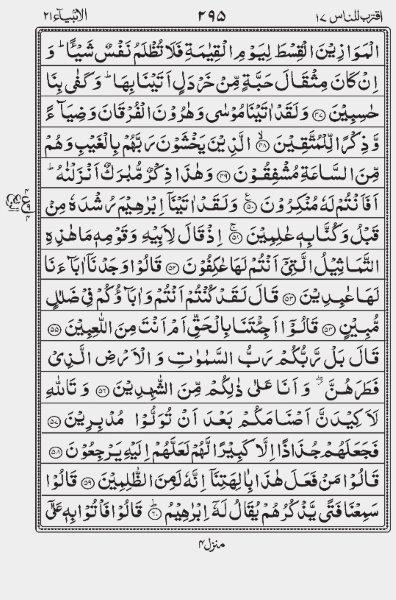 اقترب للناس ١٧ ٢٩٥ الانبیآء ٢١
الْمَوَازِيْنَ الْقِسْطَ لِيَوْمِ الْقِيٰمَةِ فَلَا تُظْلَمُ نَفْسٌ شَيْـًٔا ؕ وَ
اِنْ كَانَ مِثْقَالَ حَبَّةٍ مِّنْ خَرْدَلٍ اَتَيْنَا بِهَا ؕ وَكَفٰى بِنَا
حٰسِبِيْنَ ﴿٤٧﴾ وَلَقَدْ اٰتَيْنَا مُوْسٰى وَهٰرُوْنَ الْفُرْقَانَ وَضِيَآءً
وَّذِكْرًا لِّلْمُتَّقِيْنَ ﴿٤٨﴾ الَّذِيْنَ يَخْشَوْنَ رَبَّهُمْ بِالْغَيْبِ وَهُمْ
مِّنَ السَّاعَةِ مُشْفِقُوْنَ ﴿٤٩﴾ وَهٰذَا ذِكْرٌ مُّبٰرَكٌ اَنْزَلْنٰهُ ؕ
اَفَاَنْتُمْ لَهٗ مُنْكِرُوْنَ ﴿٥٠﴾ وَلَقَدْ اٰتَيْنَاۤ اِبْرٰهِيْمَ رُشْدَهٗ مِنْ
قَبْلُ وَكُنَّا بِهٖ عٰلِمِيْنَ ﴿٥١﴾ اِذْ قَالَ لِاَبِيْهِ وَقَوْمِهٖ مَا هٰذِهِ
التَّمَاثِيْلُ الَّتِيْۤ اَنْتُمْ لَهَا عٰكِفُوْنَ ﴿٥٢﴾ قَالُوْا وَجَدْنَاۤ اٰبَآءَنَا
لَهَا عٰبِدِيْنَ ﴿٥٣﴾ قَالَ لَقَدْ كُنْتُمْ اَنْتُمْ وَاٰبَآؤُكُمْ فِيْ ضَلٰلٍ
مُّبِيْنٍ ﴿٥٤﴾ قَالُوْۤا اَجِئْتَنَا بِالْحَقِّ اَمْ اَنْتَ مِنَ اللّٰعِبِيْنَ ﴿٥٥﴾
قَالَ بَلْ رَّبُّكُمْ رَبُّ السَّمٰوٰتِ وَالْاَرْضِ الَّذِيْ
فَطَرَهُنَّ ۖ وَاَنَا عَلٰى ذٰلِكُمْ مِّنَ الشّٰهِدِيْنَ ﴿٥٦﴾ وَتَاللّٰهِ
لَاَكِيْدَنَّ اَصْنَامَكُمْ بَعْدَ اَنْ تُوَلُّوْا مُدْبِرِيْنَ ﴿٥٧﴾
فَجَعَلَهُمْ جُذٰذًا اِلَّا كَبِيْرًا لَّهُمْ لَعَلَّهُمْ اِلَيْهِ يَرْجِعُوْنَ ﴿٥٨﴾
قَالُوْا مَنْ فَعَلَ هٰذَا بِاٰلِهَتِنَاۤ اِنَّهٗ لَمِنَ الظّٰلِمِيْنَ ﴿٥٩﴾ قَالُوْا
سَمِعْنَا فَتًى يَّذْكُرُهُمْ يُقَالُ لَهٗۤ اِبْرٰهِيْمُ ﴿٦٠﴾ قَالُوْا فَاْتُوْا بِهٖ عَلٰٓى
منزل ٤